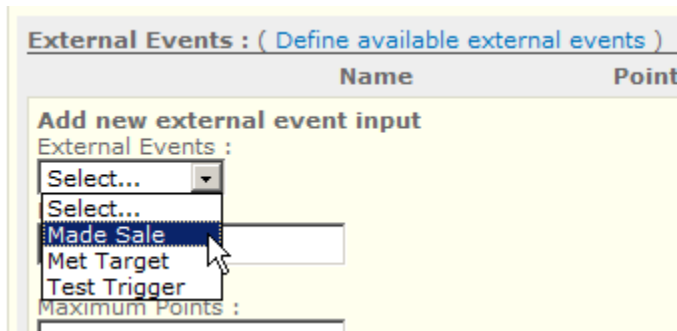 External Events : ( Define available external events )
Name Point
Add new external event input
External Events :
Select...
Select...
Made Sale
Met Target
Test Trigger
Maximum Points :